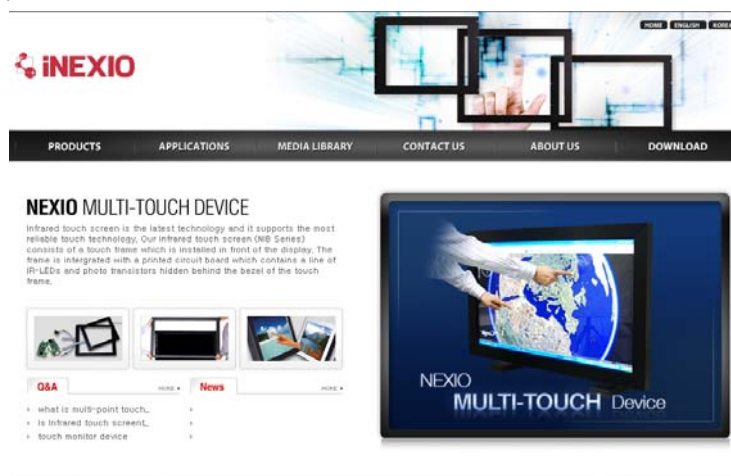 HOME ENGLISH KOREA
iNEXIO
PRODUCTS APPLICATIONS MEDIA LIBRARY CONTACT US ABOUT US DOWNLOAD
NEXIO MULTI-TOUCH DEVICE
Infrared touch screen is the latest technology and it supports the most
reliable touch technology, Our infrared touch screen (NIB Series)
consists of a touch frame which is installed in front of the display, The
frame is intergrated with a printed circuit board which contains a line of
IR-LEDs and photo transistors hidden behind the bezel of the touch
frame,
Q&A MORE
News MORE
what is multi-point touch..
Is Infrared touch screent..
touch monitor device
NEXIO
MULTI-TOUCH Device